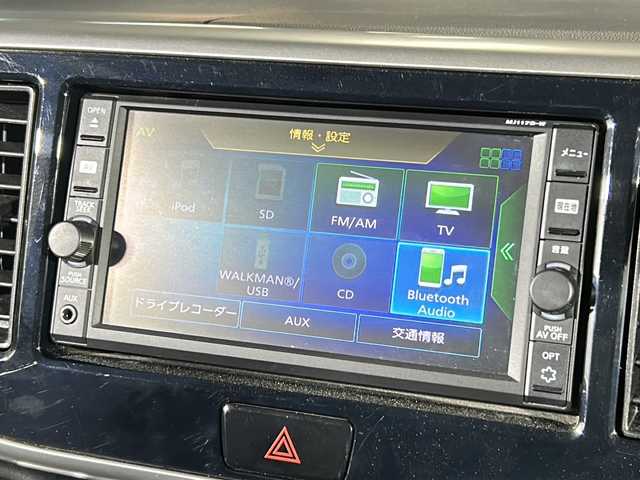 OPEN
MJ117D-W
AV
情報・設定
メニュー
TRACK
SEEK
iPod
SD
FM/AM
TV
現在地
音量
PUSH
SOURCE
WALKMAN®/
USB
CD
Bluetooth
Audio
AUX
ドライブレコーダー
AUX
交通情報
PUSH
AV OFF
OPT